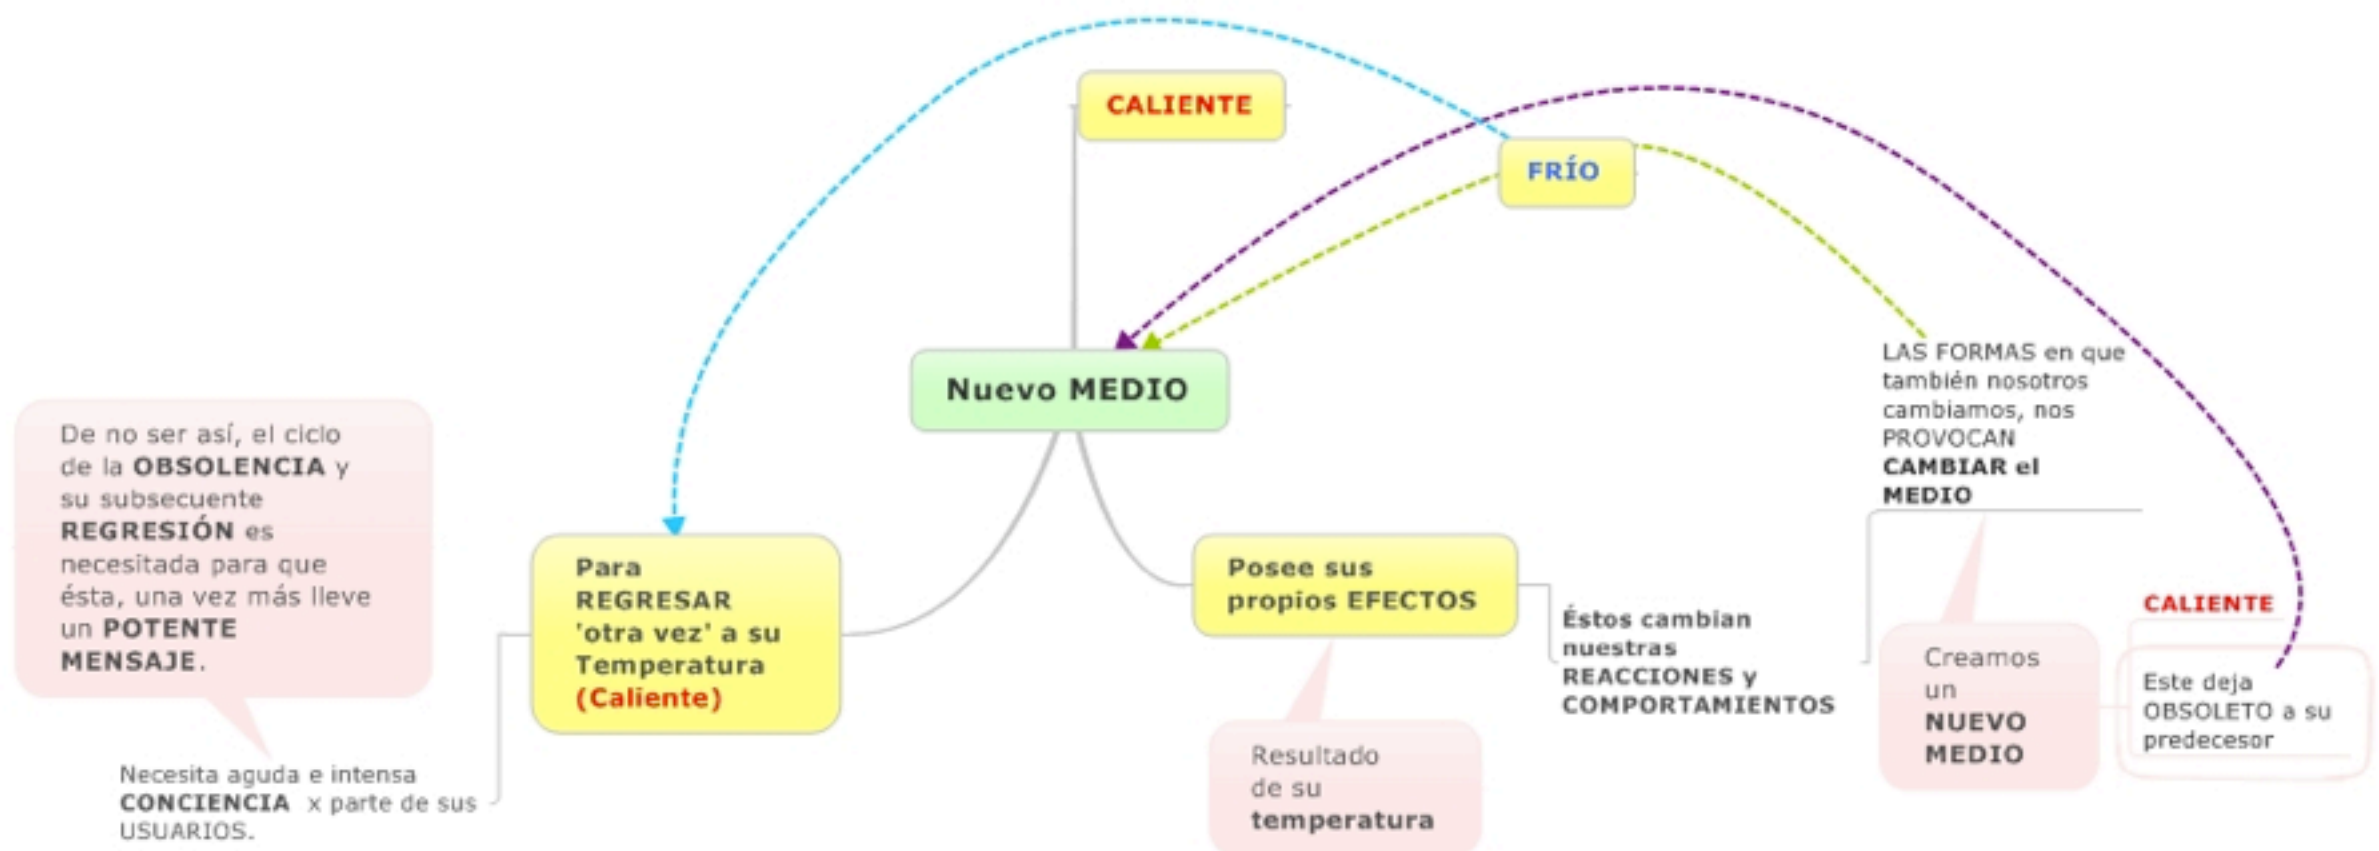 CALIENTE
FRÍO
Nuevo MEDIO
LAS FORMAS en que
también nosotros
cambiamos, nos
PROVOCAN
CAMBIAR el
MEDIO
De no ser así, el ciclo
de la OBSOLENCIA y
su subsecuente
REGRESIÓN es
necesitada para que
ésta, una vez más lleve
un POTENTE
MENSAJE.
Para
REGRESAR
'otra vez' a su
Temperatura
(Caliente)
Posee sus
propios EFECTOS
Éstos cambian
nuestras
REACCIONES y
COMPORTAMIENTOS
CALIENTE
Creamos
un
NUEVO
MEDIO
Este deja
OBSOLETO a su
predecesor
Resultado
de su
temperatura
Necesita aguda e intensa
CONCIENCIA x parte de sus
USUARIOS.